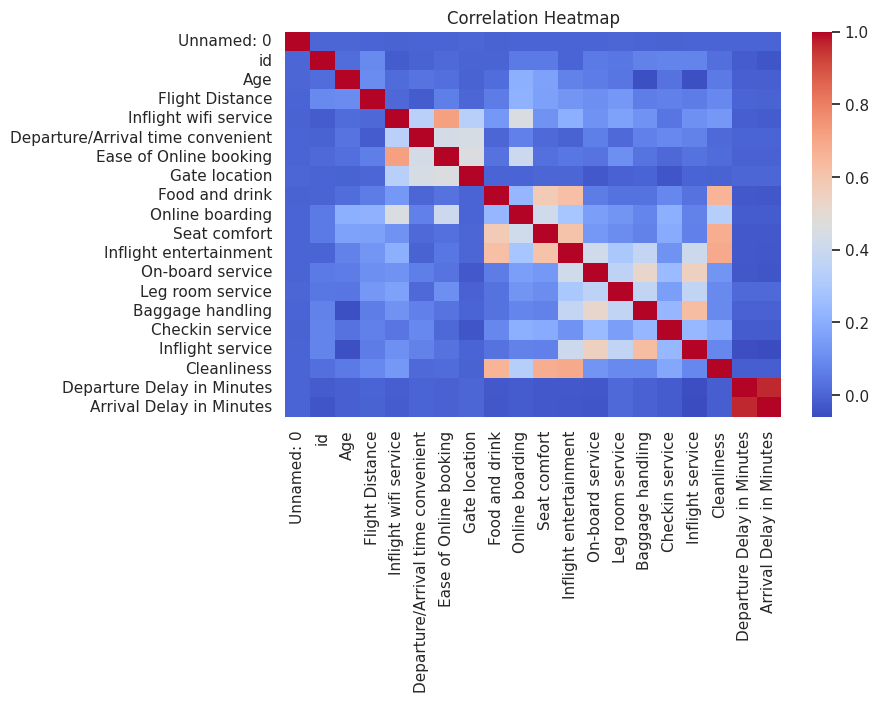 Correlation Heatmap
Unnamed: 0
id
Age
Flight Distance
Inflight wifi service
Departure/Arrival time convenient
Ease of Online booking
Gate location
Food and drink
Online boarding
Seat comfort
Inflight entertainment
On-board service
Leg room service
Baggage handling
Checkin service
Inflight service
Cleanliness
Departure Delay in Minutes
Arrival Delay in Minutes
Unnamed: 0
id
Age
Flight Distance
Inflight wifi service
Departure/Arrival time convenient
Ease of Online booking
Gate location
Food and drink
Online boarding
Seat comfort
Inflight entertainment
On-board service
Leg room service
Baggage handling
Checkin service
Inflight service
Cleanliness
Departure Delay in Minutes
Arrival Delay in Minutes
1.0
0.8
0.6
0.4
0.2
0.0